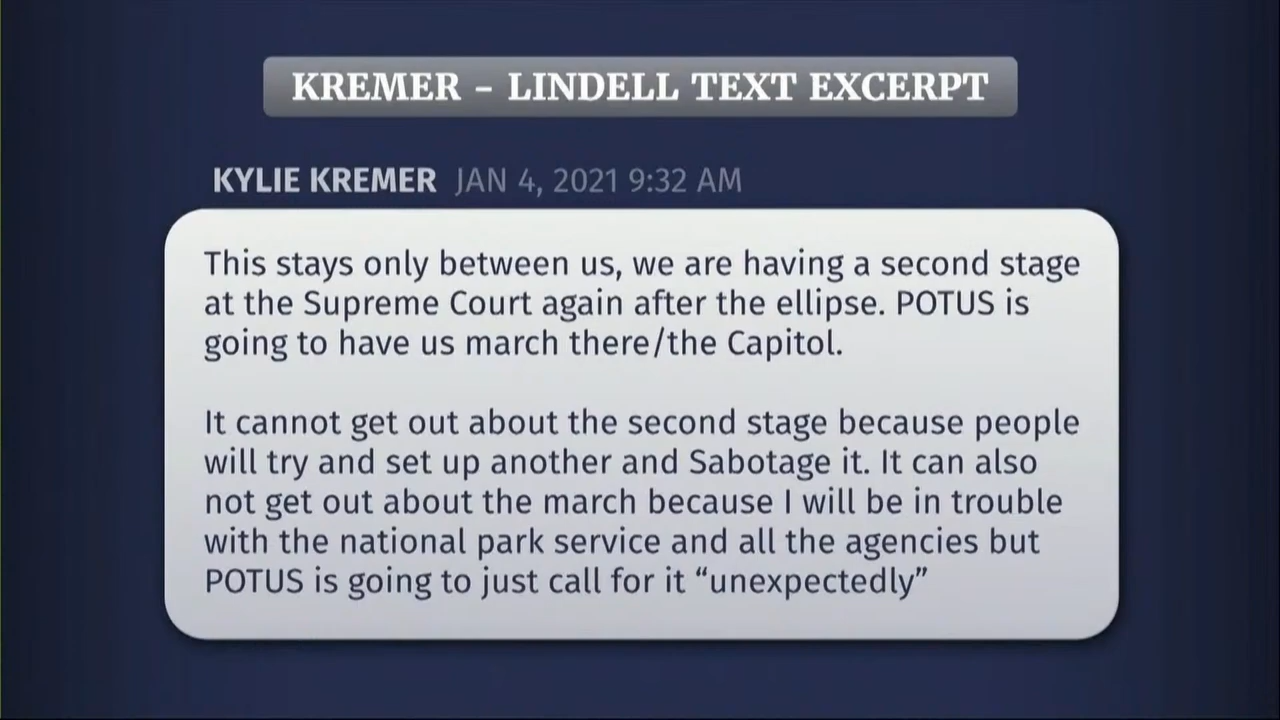 KREMER – LINDELL TEXT EXCERPT
KYLIE KREMER JAN 4, 2021 9:32 AM
This stays only between us, we are having a second stage
at the Supreme Court again after the ellipse. POTUS is
going to have us march there/the Capitol.
It cannot get out about the second stage because people
will try and set up another and Sabotage it. It can also
not get out about the march because I will be in trouble
with the national park service and all the agencies but
POTUS is going to just call for it “unexpectedly”